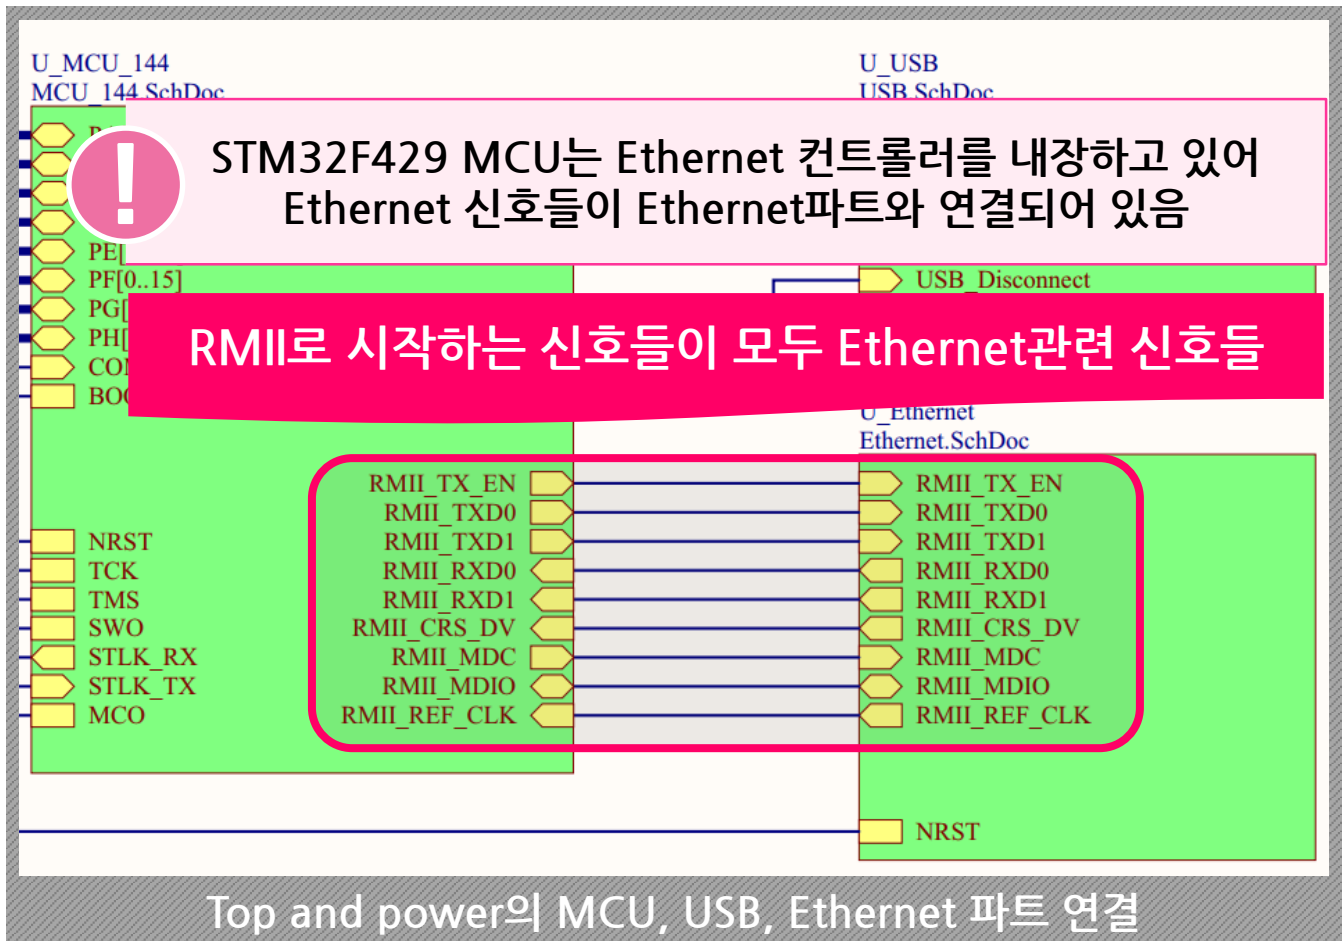 U_MCU_144
MCU_144.SchDoc
U_USB
USB.SchDoc
!
STM32F429 MCU는 Ethernet 컨트롤러를 내장하고 있어
Ethernet 신호들이 Ethernet파트와 연결되어 있음
PE[
PF[0..15]
PG[
PH[
USB_Disconnect
RMII로 시작하는 신호들이 모두 Ethernet관련 신호들
U_Ethernet
Ethernet.SchDoc
NRST
TCK
TMS
SWO
STLK_RX
STLK_TX
MCO
RMII_TX_EN
RMII_TXD0
RMII_TXD1
RMII_RXD0
RMII_RXD1
RMII_CRS_DV
RMII_MDC
RMII_MDIO
RMII_REF_CLK
RMII_TX_EN
RMII_TXD0
RMII_TXD1
RMII_RXD0
RMII_RXD1
RMII_CRS_DV
RMII_MDC
RMII_MDIO
RMII_REF_CLK
NRST
Top and power의 MCU, USB, Ethernet 파트 연결